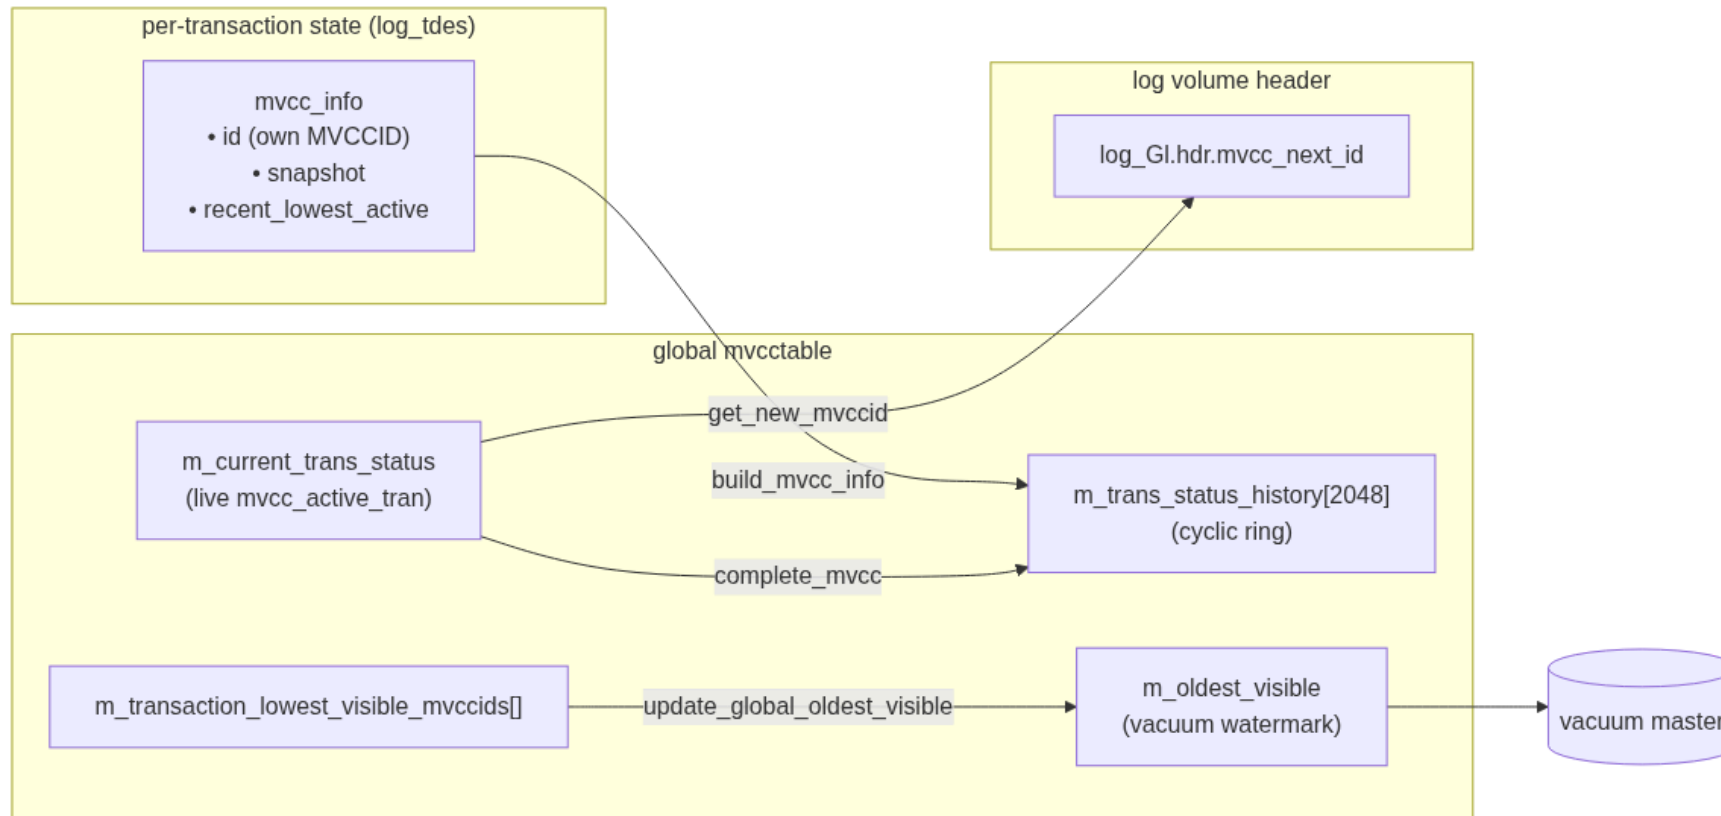 per-transaction state (log_tdes)
mvcc_info
• id (own MVCCID)
• snapshot
• recent_lowest_active
log volume header
log_Gl.hdr.mvcc_next_id
global mvcctable
get_new_mvccid
m_current_trans_status
(live mvcc_active_tran)
build_mvcc_info
m_trans_status_history[2048]
(cyclic ring)
complete_mvcc
m_transaction_lowest_visible_mvccids[]
update_global_oldest_visible
m_oldest_visible
(vacuum watermark)
vacuum master